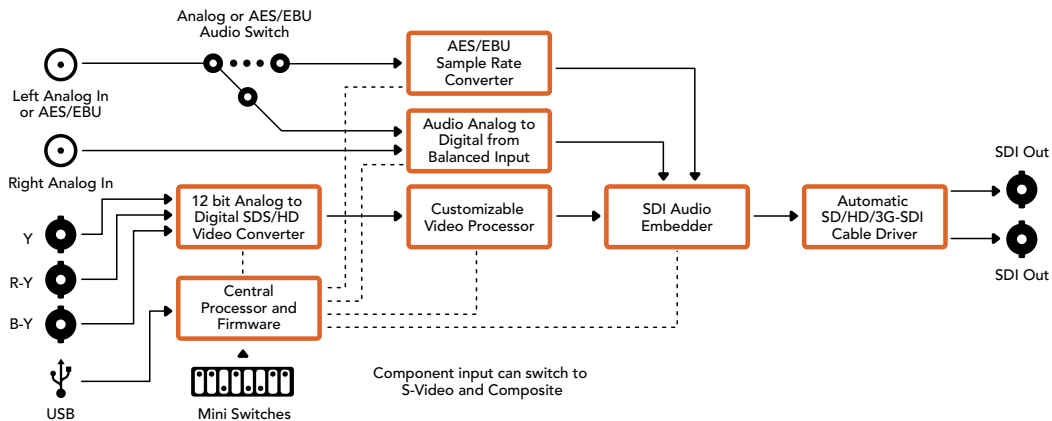 Analog or AES/EBU
Audio Switch
Left Analog In
or AES/EBU
AES/EBU
Sample Rate
Converter
Audio Analog to
Digital from
Balanced Input
Right Analog In
Y
R-Y
B-Y
12 bit Analog to
Digital SDS/HD
Video Converter
Customizable
Video Processor
SDI Audio
Embedder
Automatic
SD/HD/3G-SDI
Cable Driver
SDI Out
SDI Out
Central
Processor and
Firmware
USB
Mini Switches
Component input can switch to
S-Video and Composite